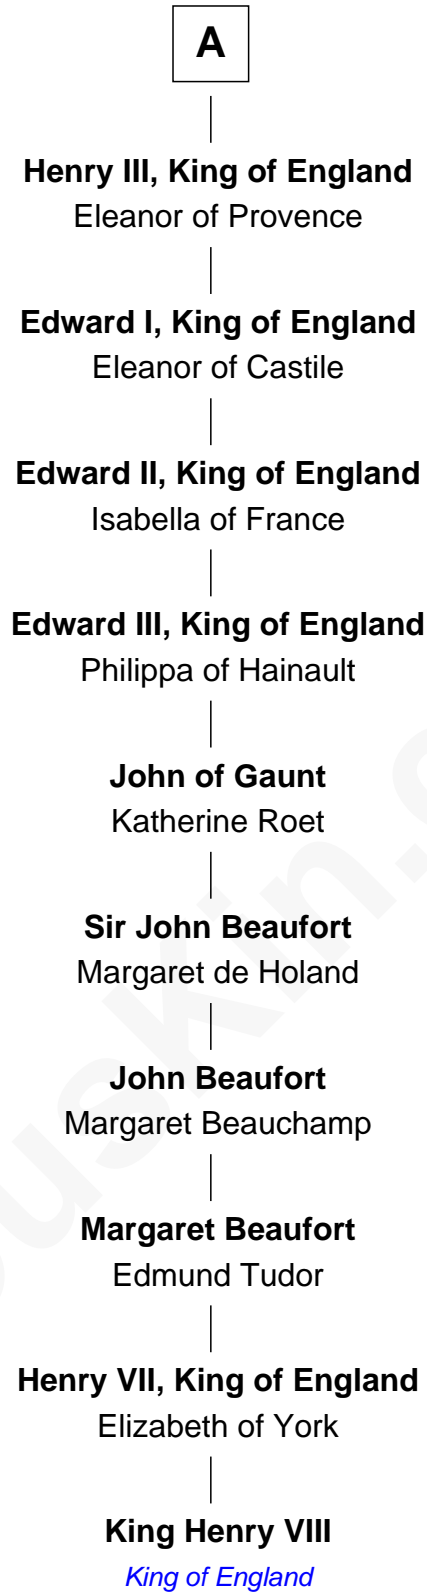 A
Henry III, King of England
Eleanor of Provence
Edward I, King of England
Eleanor of Castile
Edward II, King of England
Isabella of France
Edward III, King of England
Philippa of Hainault
John of Gaunt
Katherine Roet
Sir John Beaufort
Margaret de Holand
John Beaufort
Margaret Beauchamp
Margaret Beaufort
Edmund Tudor
Henry VII, King of England
Elizabeth of York
King Henry VIII
King of England